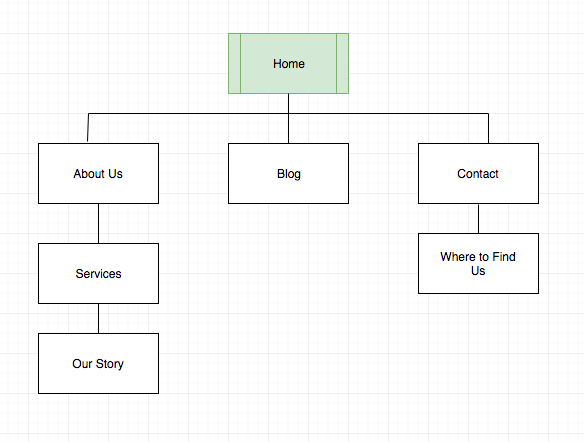 Home
About Us
Blog
Contact
Services
Where to Find
Us
Our Story